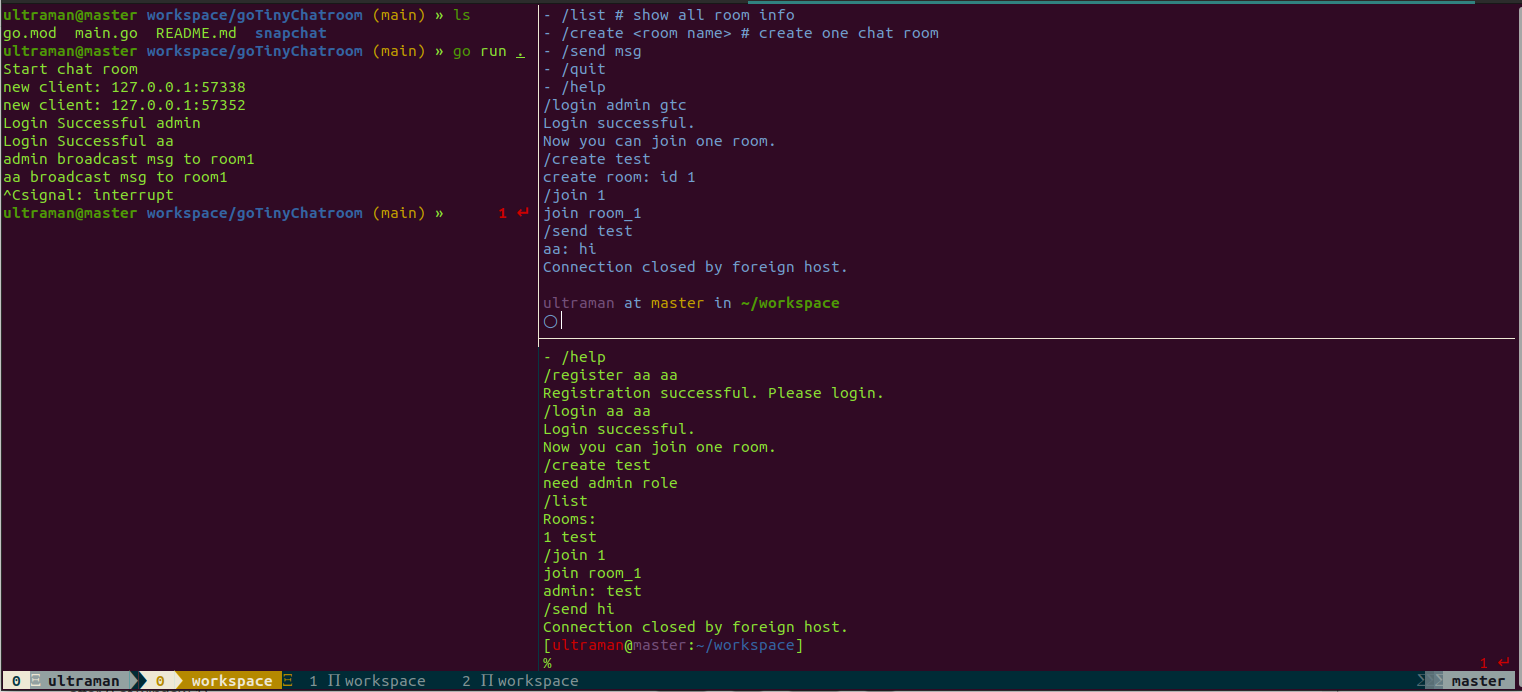 ultraman@master workspace/goTinyChatroom (main) » ls
go.mod  main.go  README.md  snapchat
ultraman@master workspace/goTinyChatroom (main) » go run .
Start chat room
new client: 127.0.0.1:57338
new client: 127.0.0.1:57352
Login Successful admin
Login Successful aa
admin broadcast msg to room1
aa broadcast msg to room1
^Csignal: interrupt
ultraman@master workspace/goTinyChatroom (main) »      1 ↵
- /list # show all room info
- /create <room name> # create one chat room
- /send msg
- /quit
- /help
/login admin gtc
Login successful.
Now you can join one room.
/create test
create room: id 1
/join 1
join room_1
/send test
aa: hi
Connection closed by foreign host.
ultraman at master in ~/workspace
- /help
/register aa aa
Registration successful. Please login.
/login aa aa
Login successful.
Now you can join one room.
/create test
need admin role
/list
Rooms:
1 test
/join 1
join room_1
admin: test
/send hi
Connection closed by foreign host.
[ultraman@master:~/workspace]
%      1 ↵
0 ultraman 0 workspace 1 workspace 2 workspace master